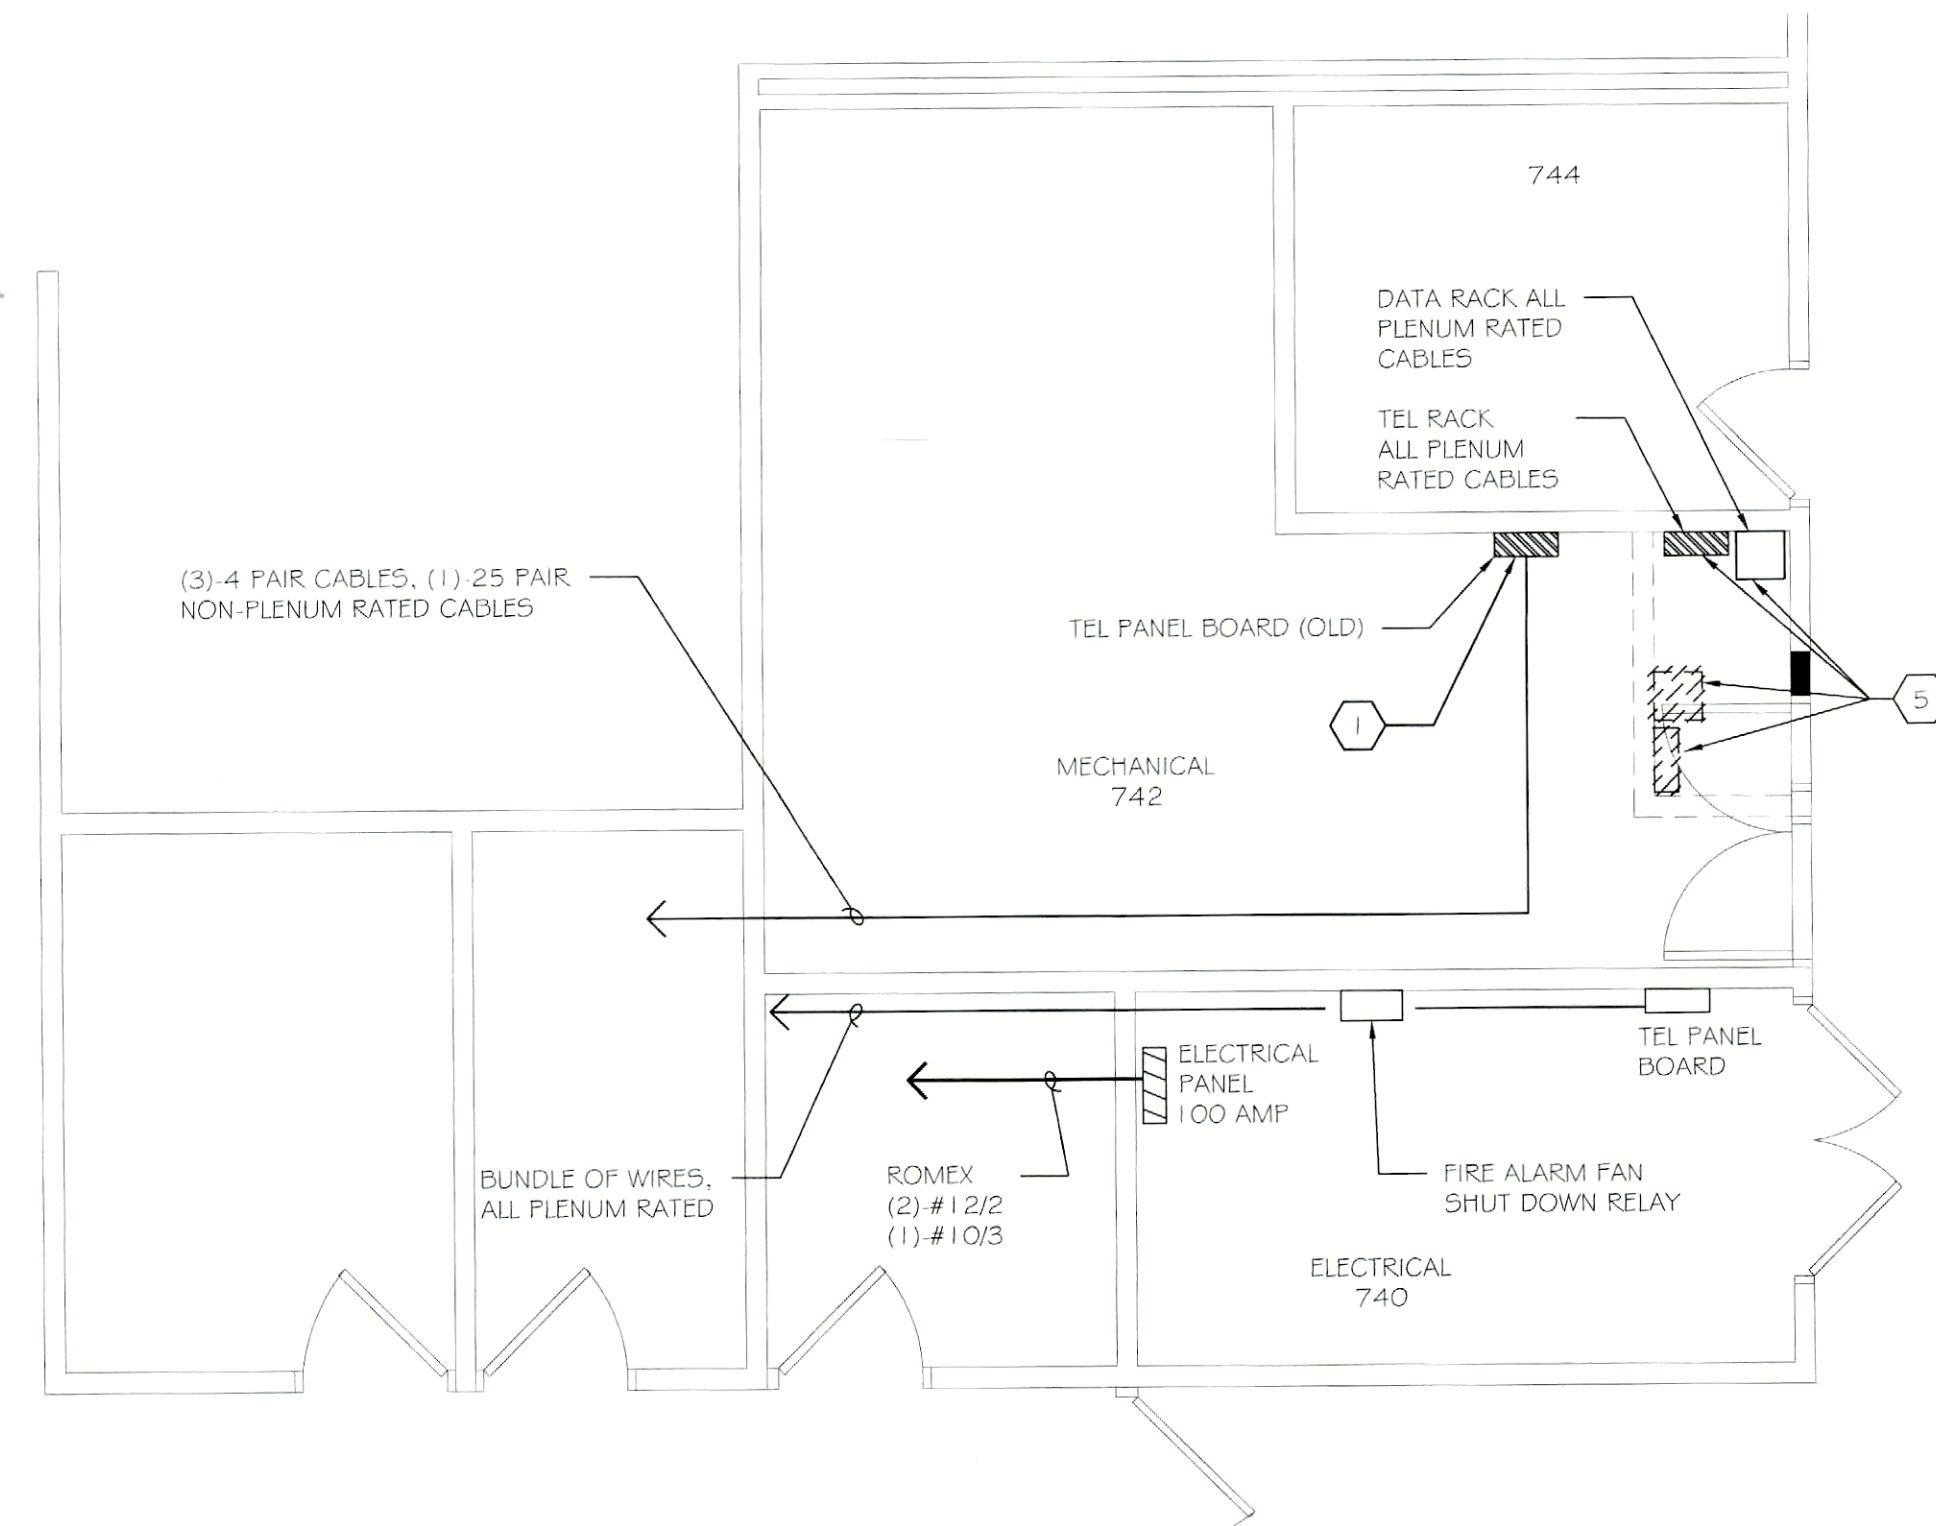 744
DATA RACK ALL
PLENUM RATED
CABLES
TEL RACK
ALL PLENUM
RATED CABLES
(3)-4 PAIR CABLES, (1)-25 PAIR
NON-PLENUM RATED CABLES
TEL PANEL BOARD (OLD)
1
5
MECHANICAL
742
TEL PANEL
BOARD
ELECTRICAL
PANEL
100 AMP
BUNDLE OF WIRES,
ALL PLENUM RATED
ROMEX
(2)-#12/2
(1)-#10/3
FIRE ALARM FAN
SHUT DOWN RELAY
ELECTRICAL
740